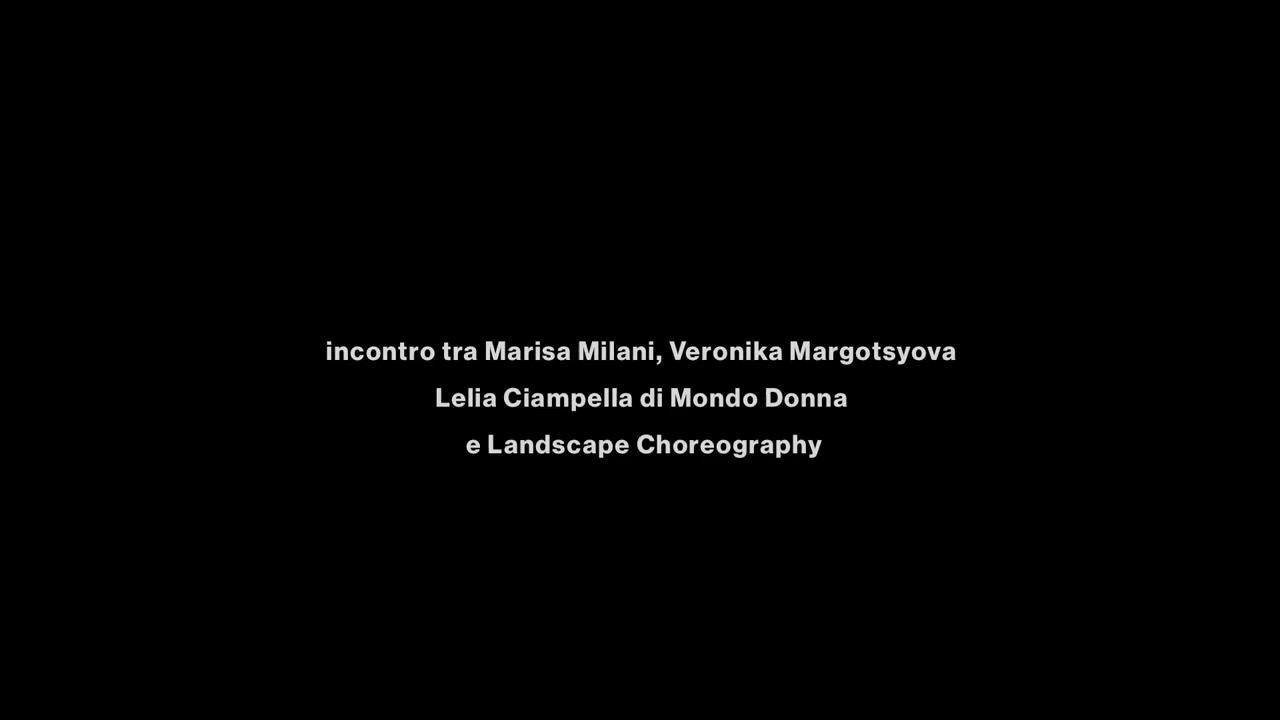 incontro tra Marisa Milani, Veronika Margotsyova
Lelia Ciampella di Mondo Donna
e Landscape Choreography